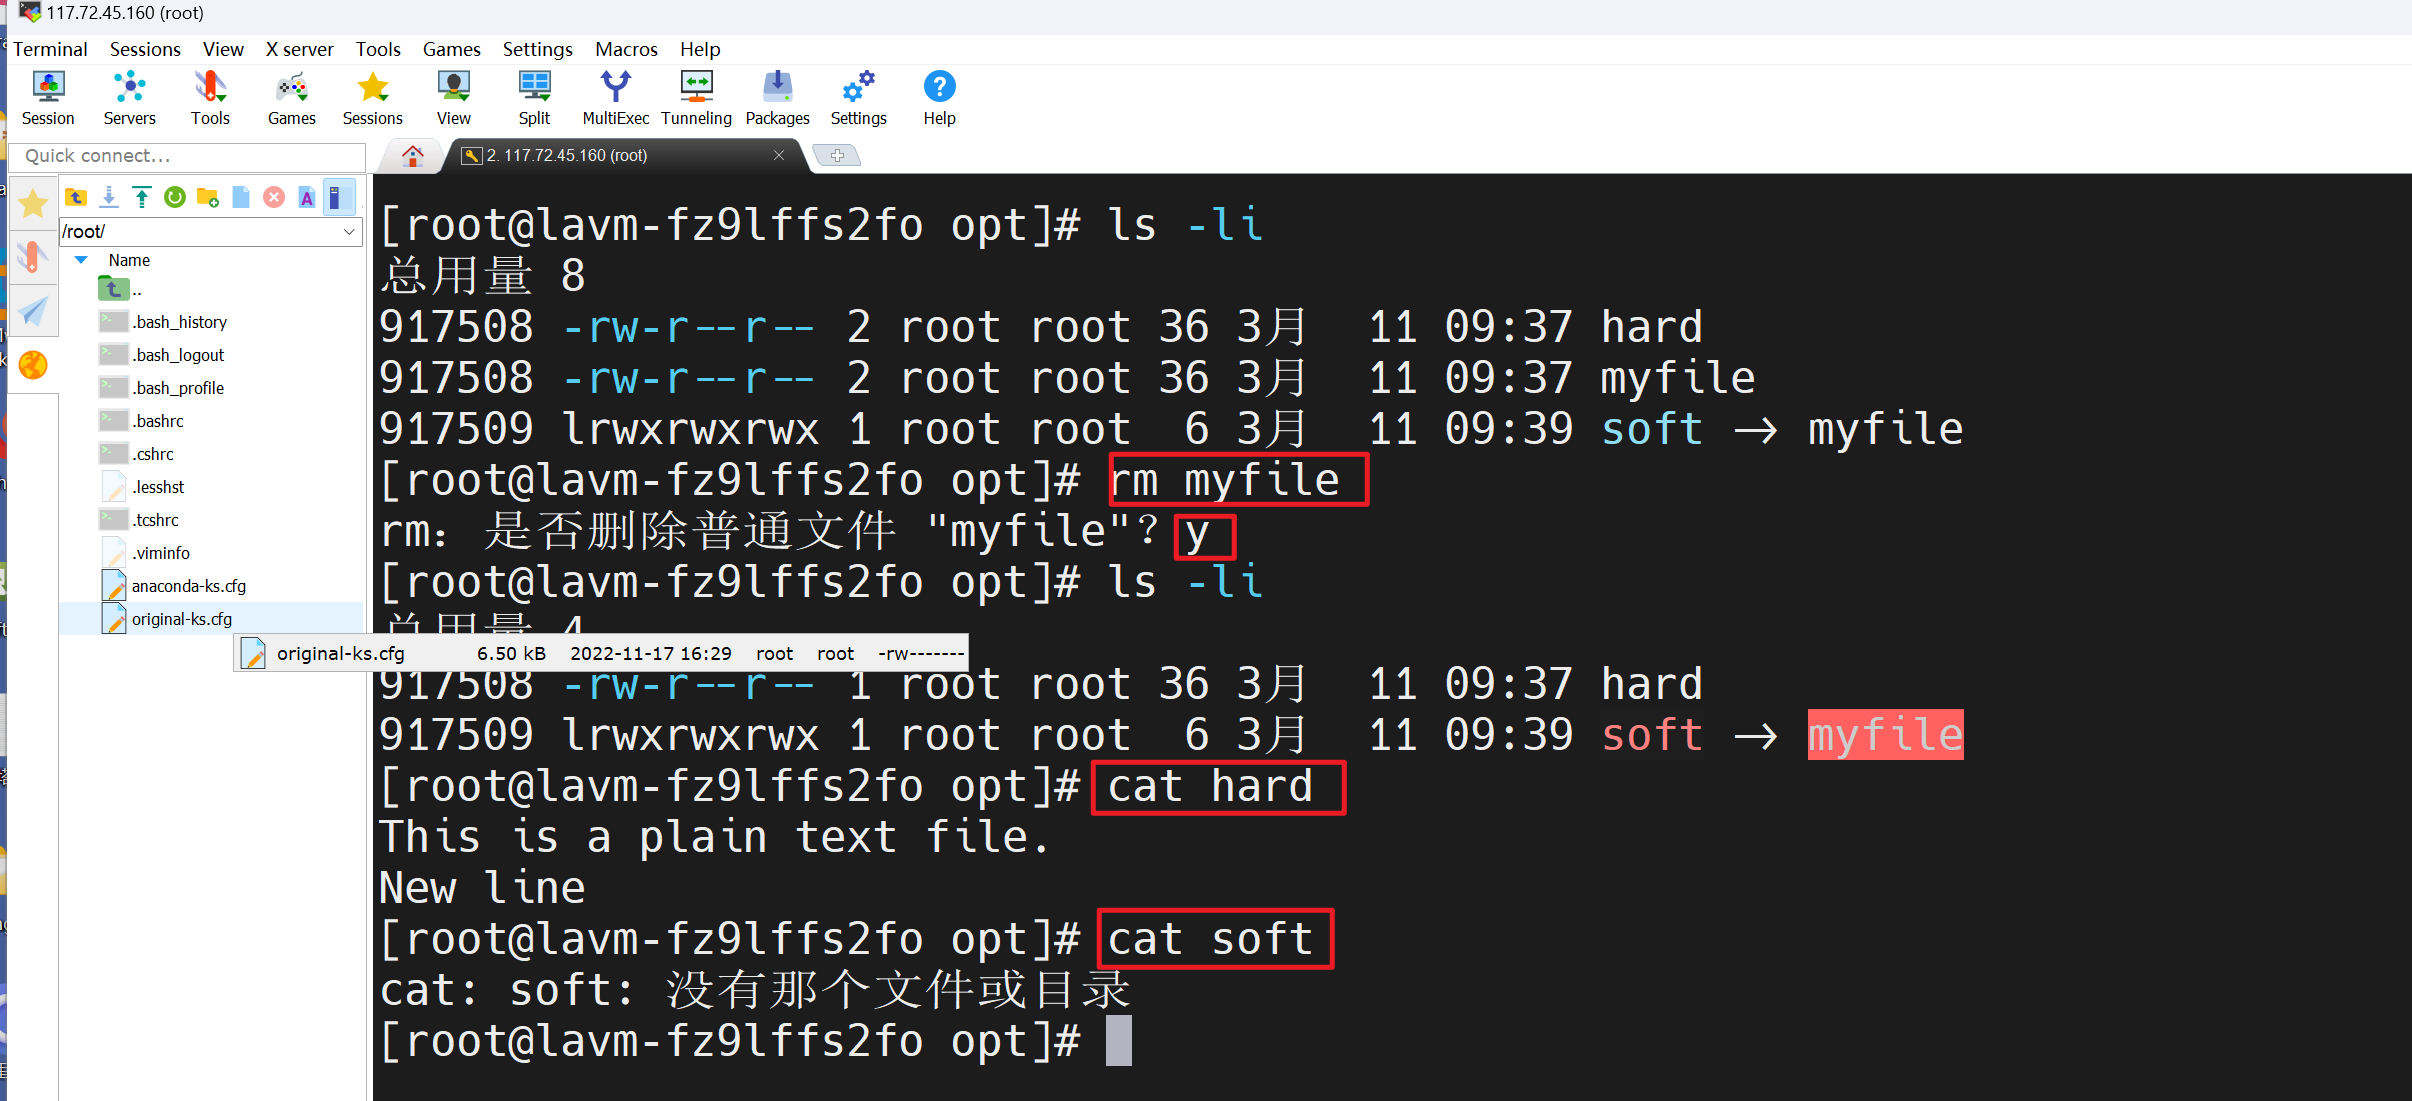 117.72.45.160 (root)
Terminal Sessions View X server Tools Games Settings Macros Help
Session Servers Tools Games Sessions View Split MultiExec Tunneling Packages Settings Help
Quick connect...
2. 117.72.45.160 (root)
/root/
Name
..
.bash_history
.bash_logout
.bash_profile
.bashrc
.cshrc
.lesshst
.tcshrc
.viminfo
anaconda-ks.cfg
original-ks.cfg
original-ks.cfg 6.50 kB 2022-11-17 16:29 root root -rw-------
[root@lavm-fz9lffs2fo opt]# ls -li
总用量 8
917508 -rw-r--r-- 2 root root 36 3月 11 09:37 hard
917508 -rw-r--r-- 2 root root 36 3月 11 09:37 myfile
917509 lrwxrwxrwx 1 root root 6 3月 11 09:39 soft -> myfile
[root@lavm-fz9lffs2fo opt]# rm myfile
rm：是否删除普通文件 "myfile"？y
[root@lavm-fz9lffs2fo opt]# ls -li
总用量 4
917508 -rw-r--r-- 1 root root 36 3月 11 09:37 hard
917509 lrwxrwxrwx 1 root root 6 3月 11 09:39 soft -> myfile
[root@lavm-fz9lffs2fo opt]# cat hard
This is a plain text file.
New line
[root@lavm-fz9lffs2fo opt]# cat soft
cat: soft: 没有那个文件或目录
[root@lavm-fz9lffs2fo opt]#